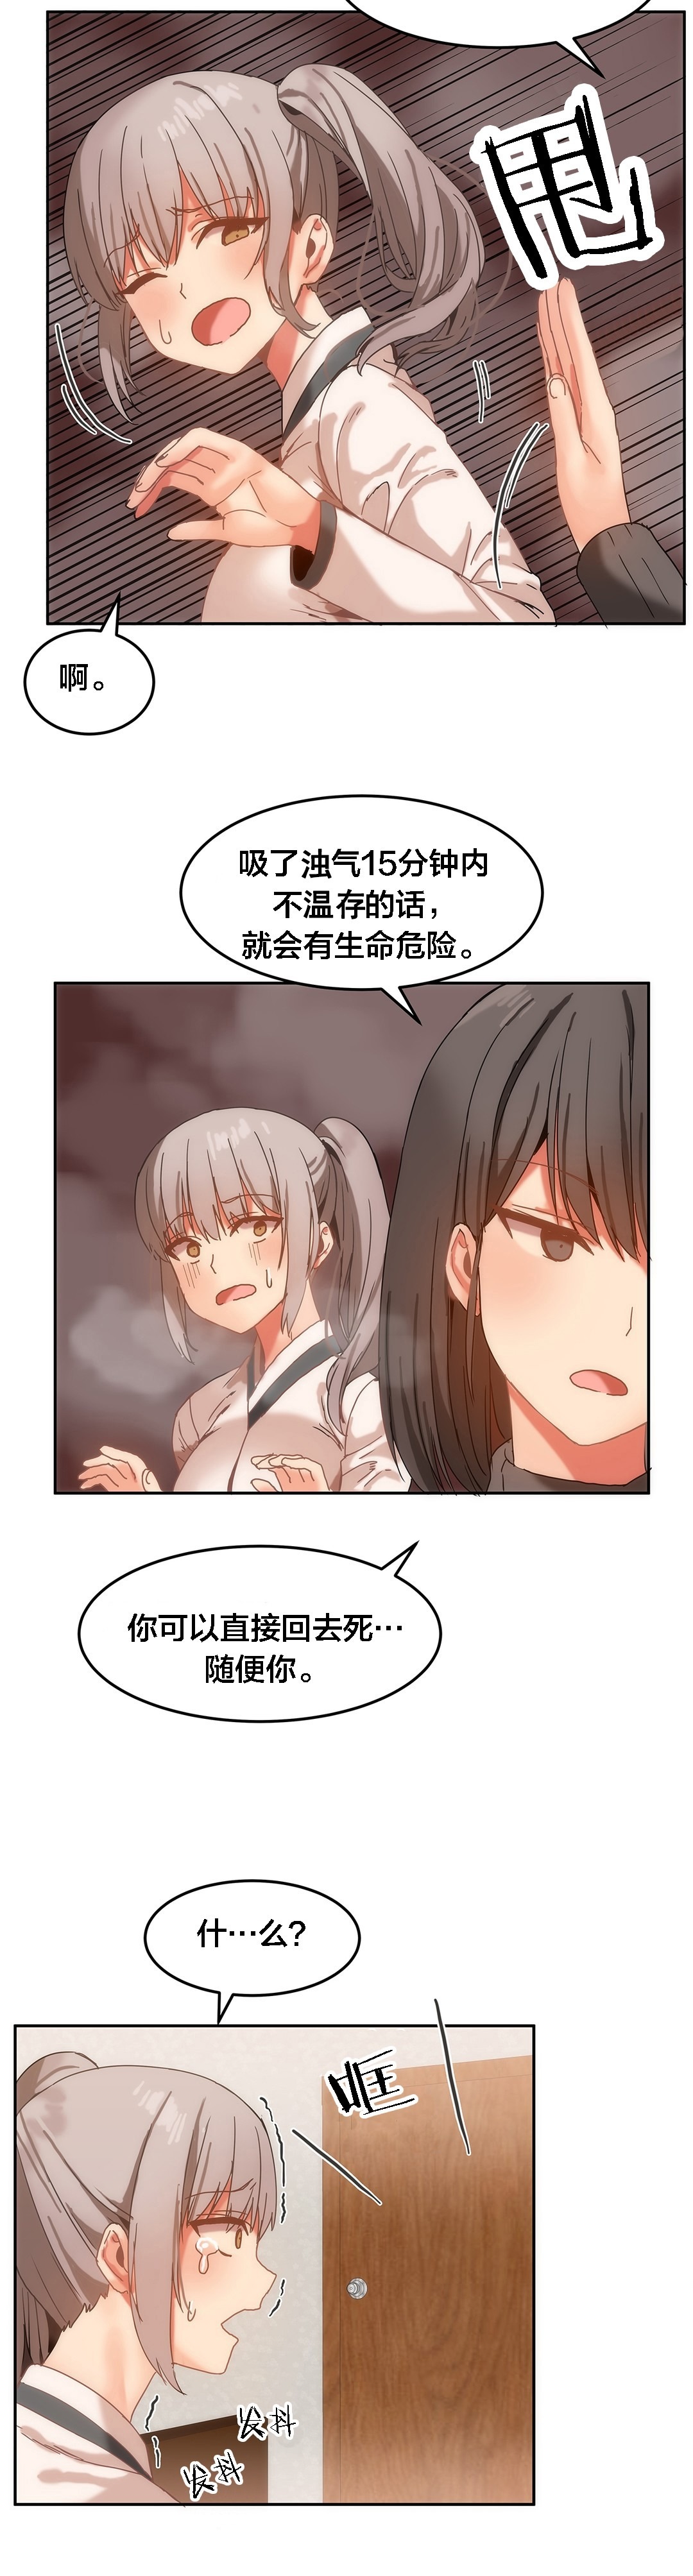 甩
啊。
吸了浊气15分钟内
不温存的话，
就会有生命危险。
你可以直接回去死…
随便你。
什…么?
哐
发抖
发抖